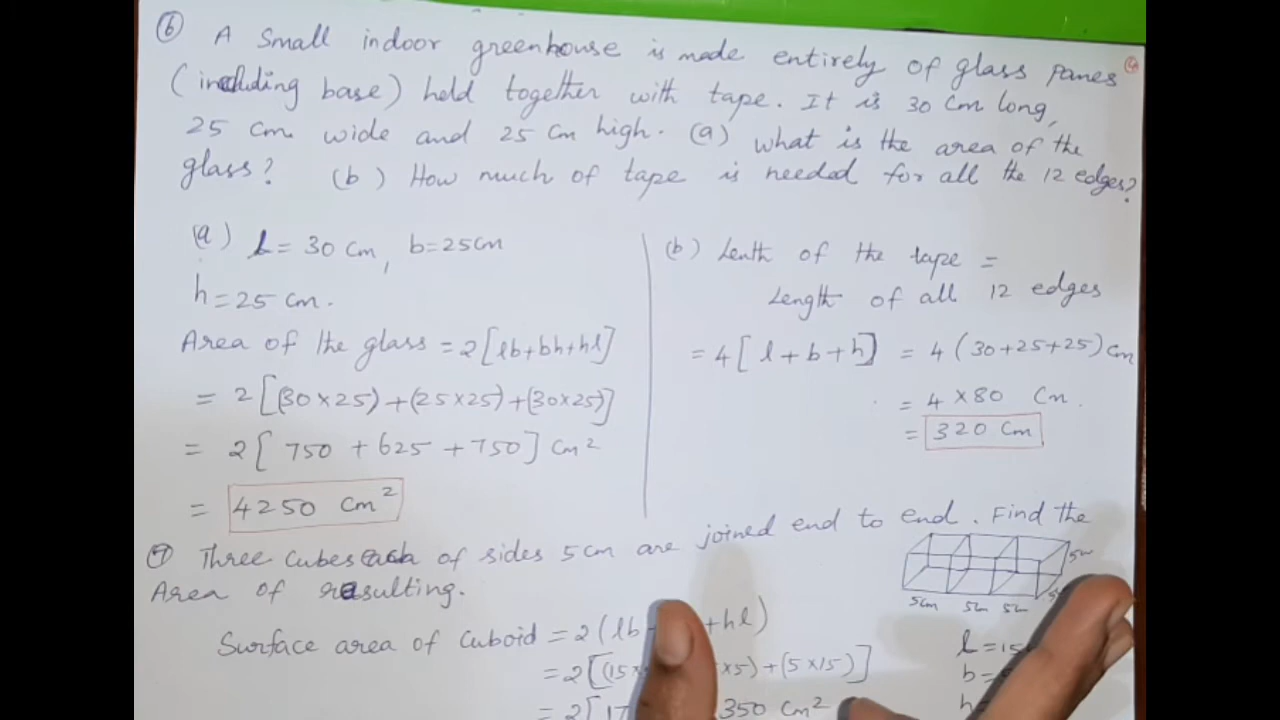 ⑥ A small indoor greenhouse is made entirely of glass panes ④
(including base) held together with tape. It is 30 cm long,
25 cm wide and 25 cm high. (a) what is the area of the
glass? (b) How much of tape is needed for all the 12 edges?
(a) l = 30 cm, b=25cm
h = 25 cm.
Area of the glass = 2[lb+bh+hl]
= 2[(30×25)+(25×25)+(30×25)]
= 2[750 + 625 + 750] cm²
= 4250 cm²
(b) Lenth of the tape =
Length of all 12 edges
= 4[l+b+h] = 4(30+25+25)cm
= 4×80 cm.
= 320 cm
⑦ Three cubes each of sides 5cm are joined end to end. Find the
Area of resulting.
5cm
5cm 5cm 5cm
Surface area of cuboid = 2(lb +hl)
= 2[(15× ×5)+(5×15)]
= 2[17 350 cm²
l=15
b=
h=